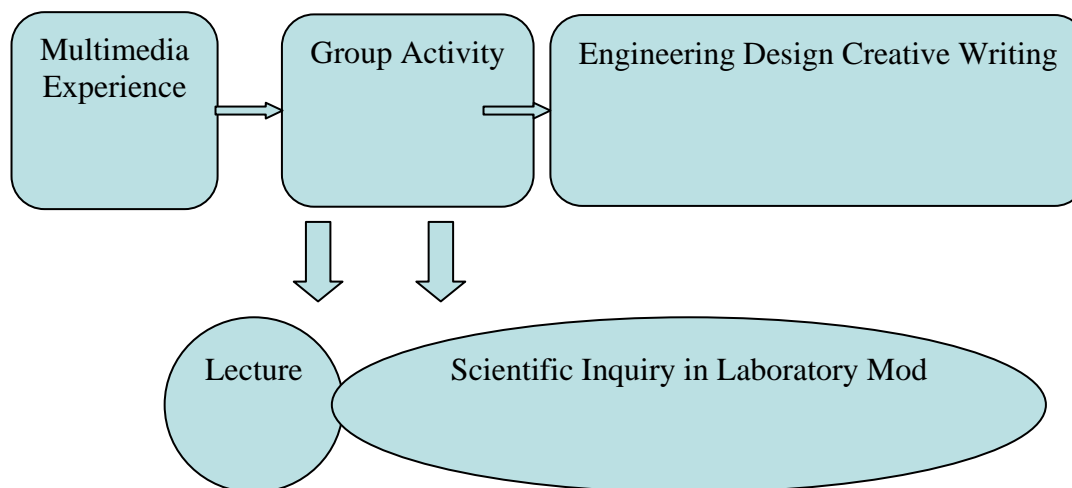 Multimedia
Experience
Group Activity
Engineering Design Creative Writing
Lecture
Scientific Inquiry in Laboratory Mod